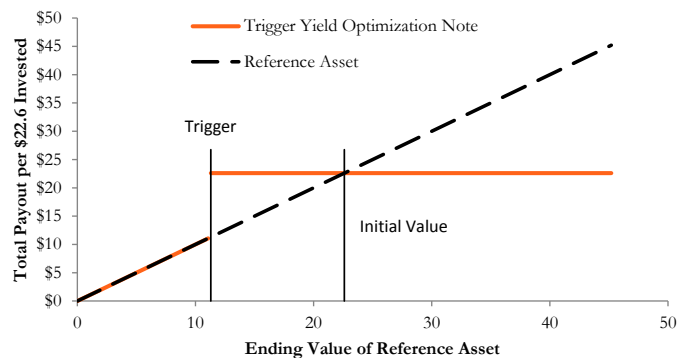 Total Payout per $22.6 Invested
$50
$45
$40
$35
$30
$25
$20
$15
$10
$5
$0
Trigger Yield Optimization Note
Reference Asset
Trigger
Initial Value
0
10
20
30
40
50
Ending Value of Reference Asset